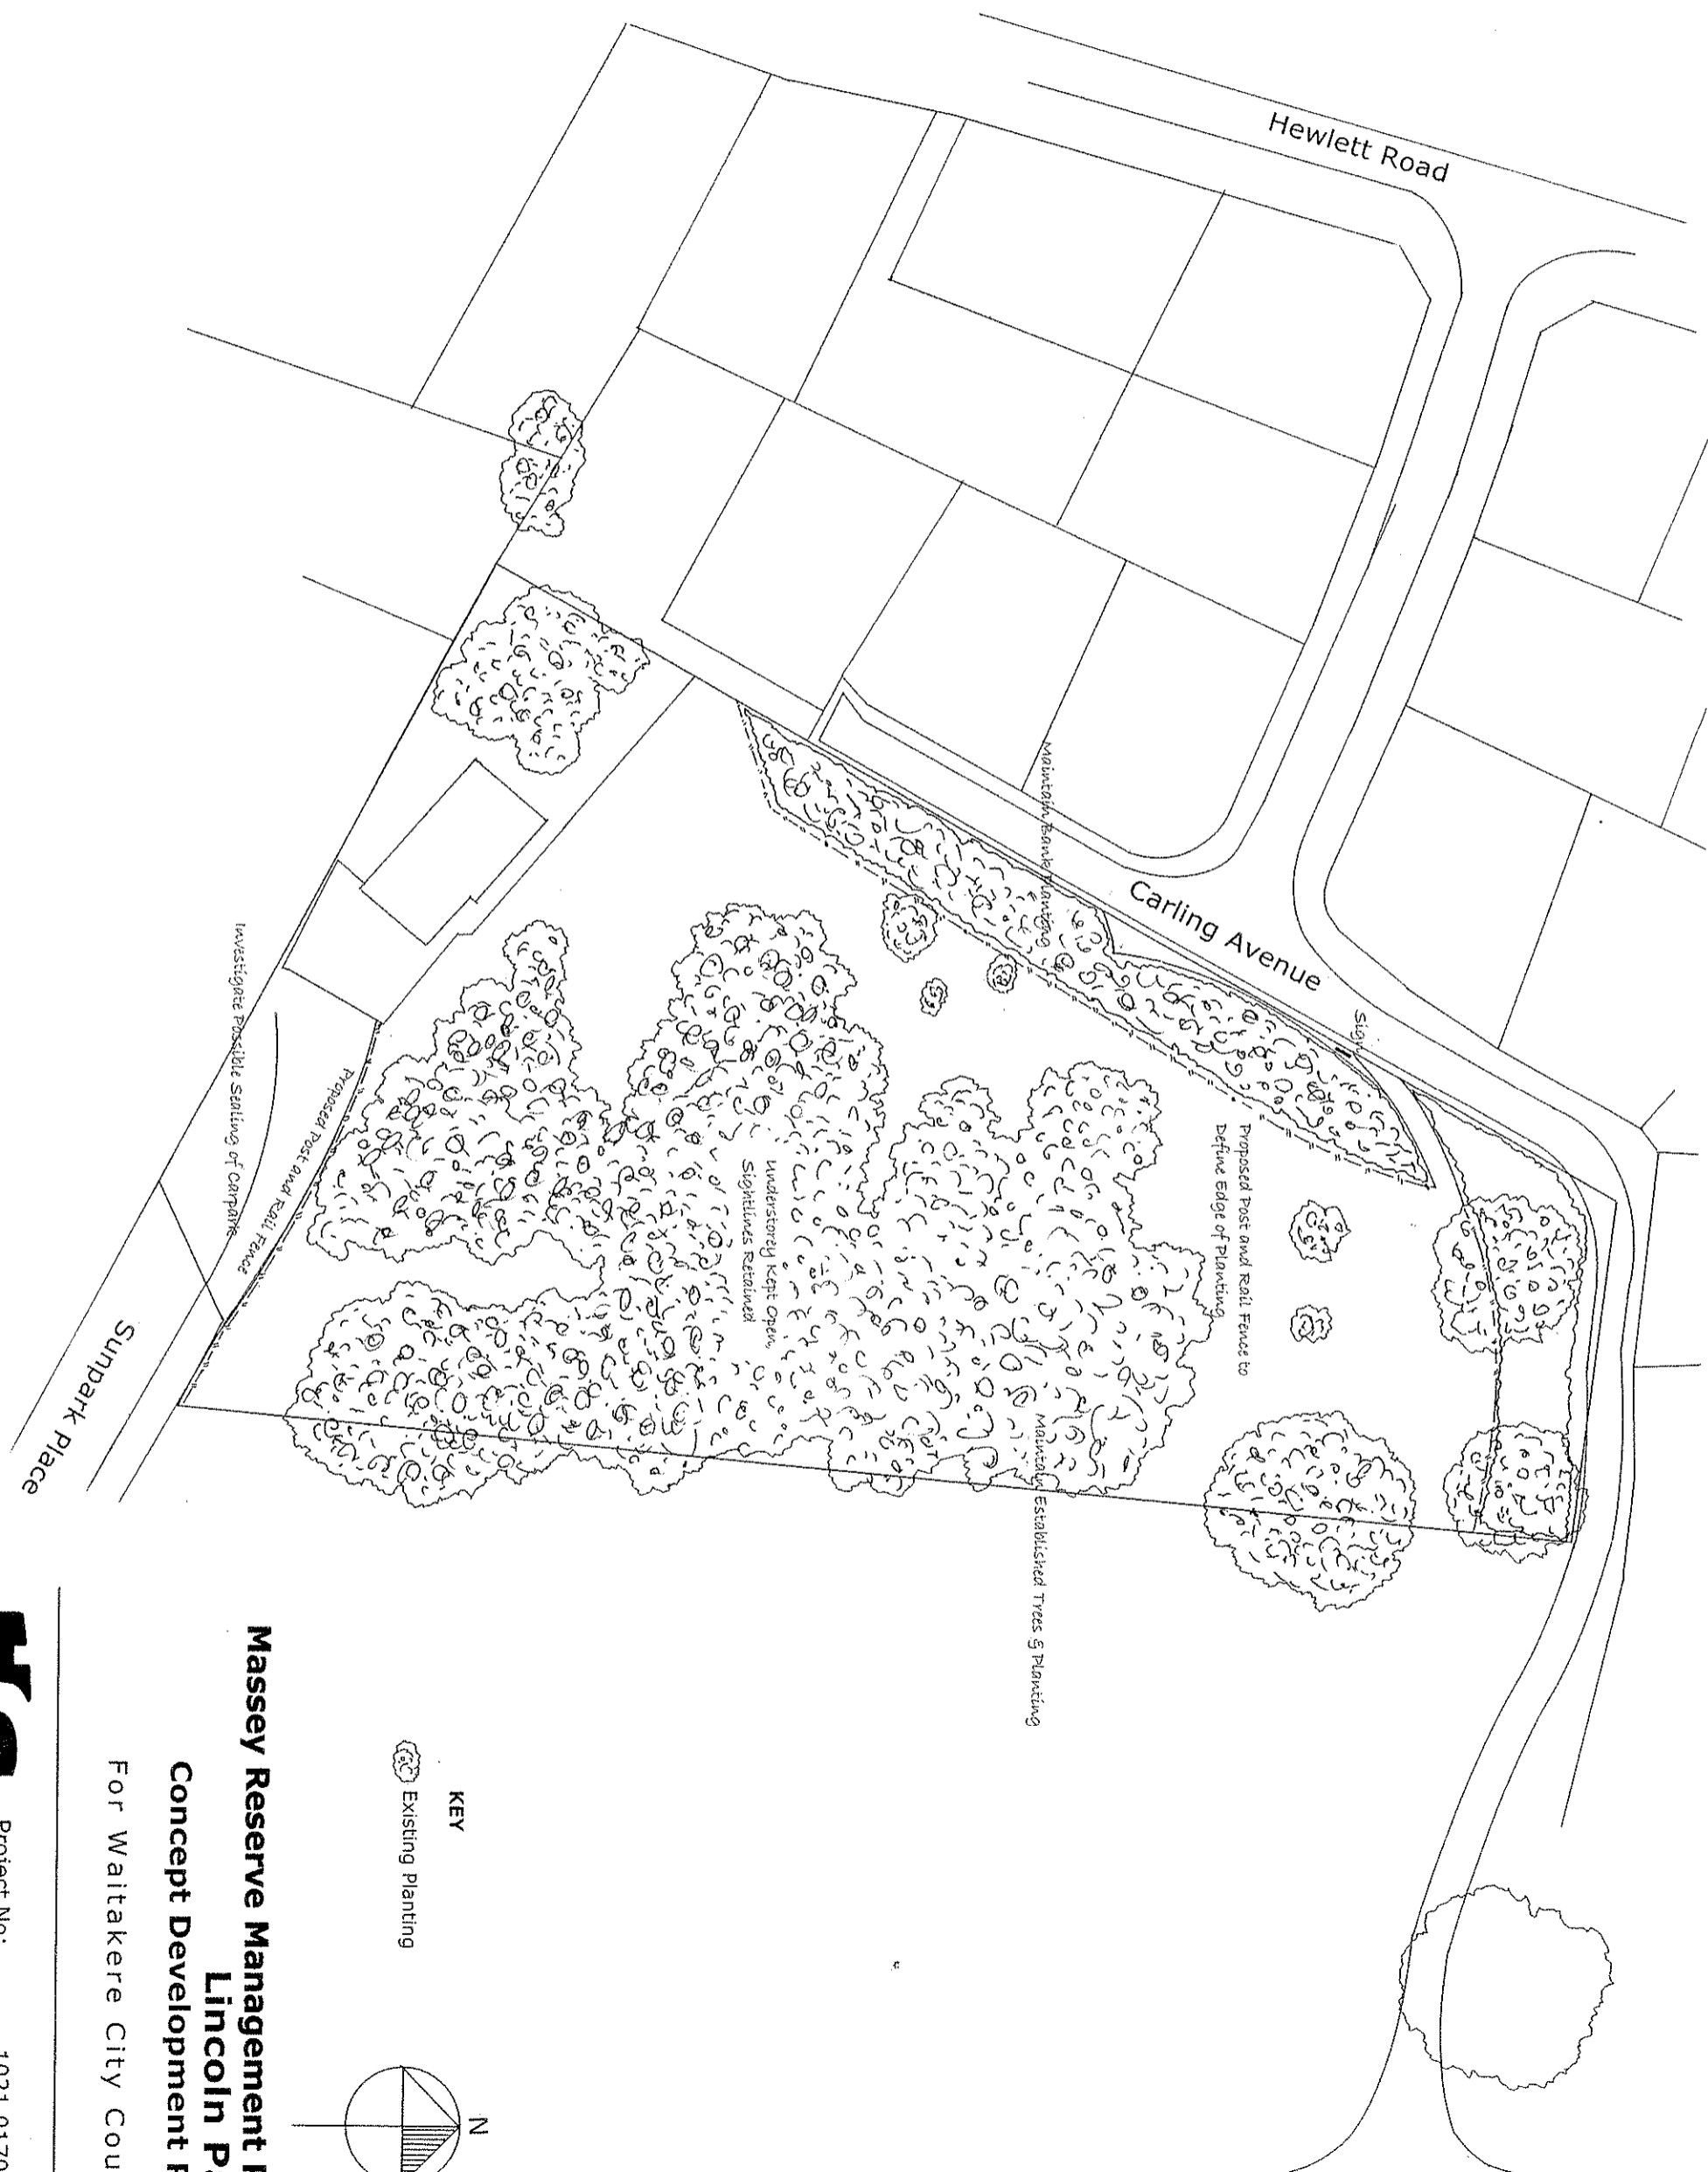 Hewlett Road
Carling Avenue
Sign
Maintain Bank Planting
Proposed Post and Rail Fence to
Define Edge of Planting
Understorey Kept Open,
Sightlines Retained
Maintain Established Trees & Planting
Proposed Post and Rail Fence
Investigate Possible Sealing of Carpark
Sunpark Place
KEY
Existing Planting
N
Massey Reserve Management
Lincoln
Concept Development
For Waitakere City
Project No: